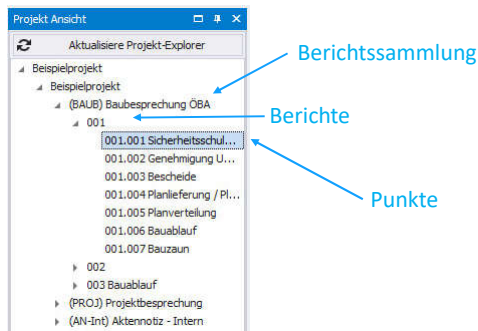 Projekt Ansicht
Aktualisiere Projekt-Explorer
Berichtssammlung
Beispielprojekt
Beispielprojekt
(BAUB) Baubesprechung ÖBA
001
Berichte
001.001 Sicherheitsschul...
001.002 Genehmigung U...
001.003 Bescheide
001.004 Planlieferung / Pl...
Punkte
001.005 Planverteilung
001.006 Bauablauf
001.007 Bauzaun
002
003 Bauablauf
(PROJ) Projektbesprechung
(AN-Int) Aktennotiz - Intern